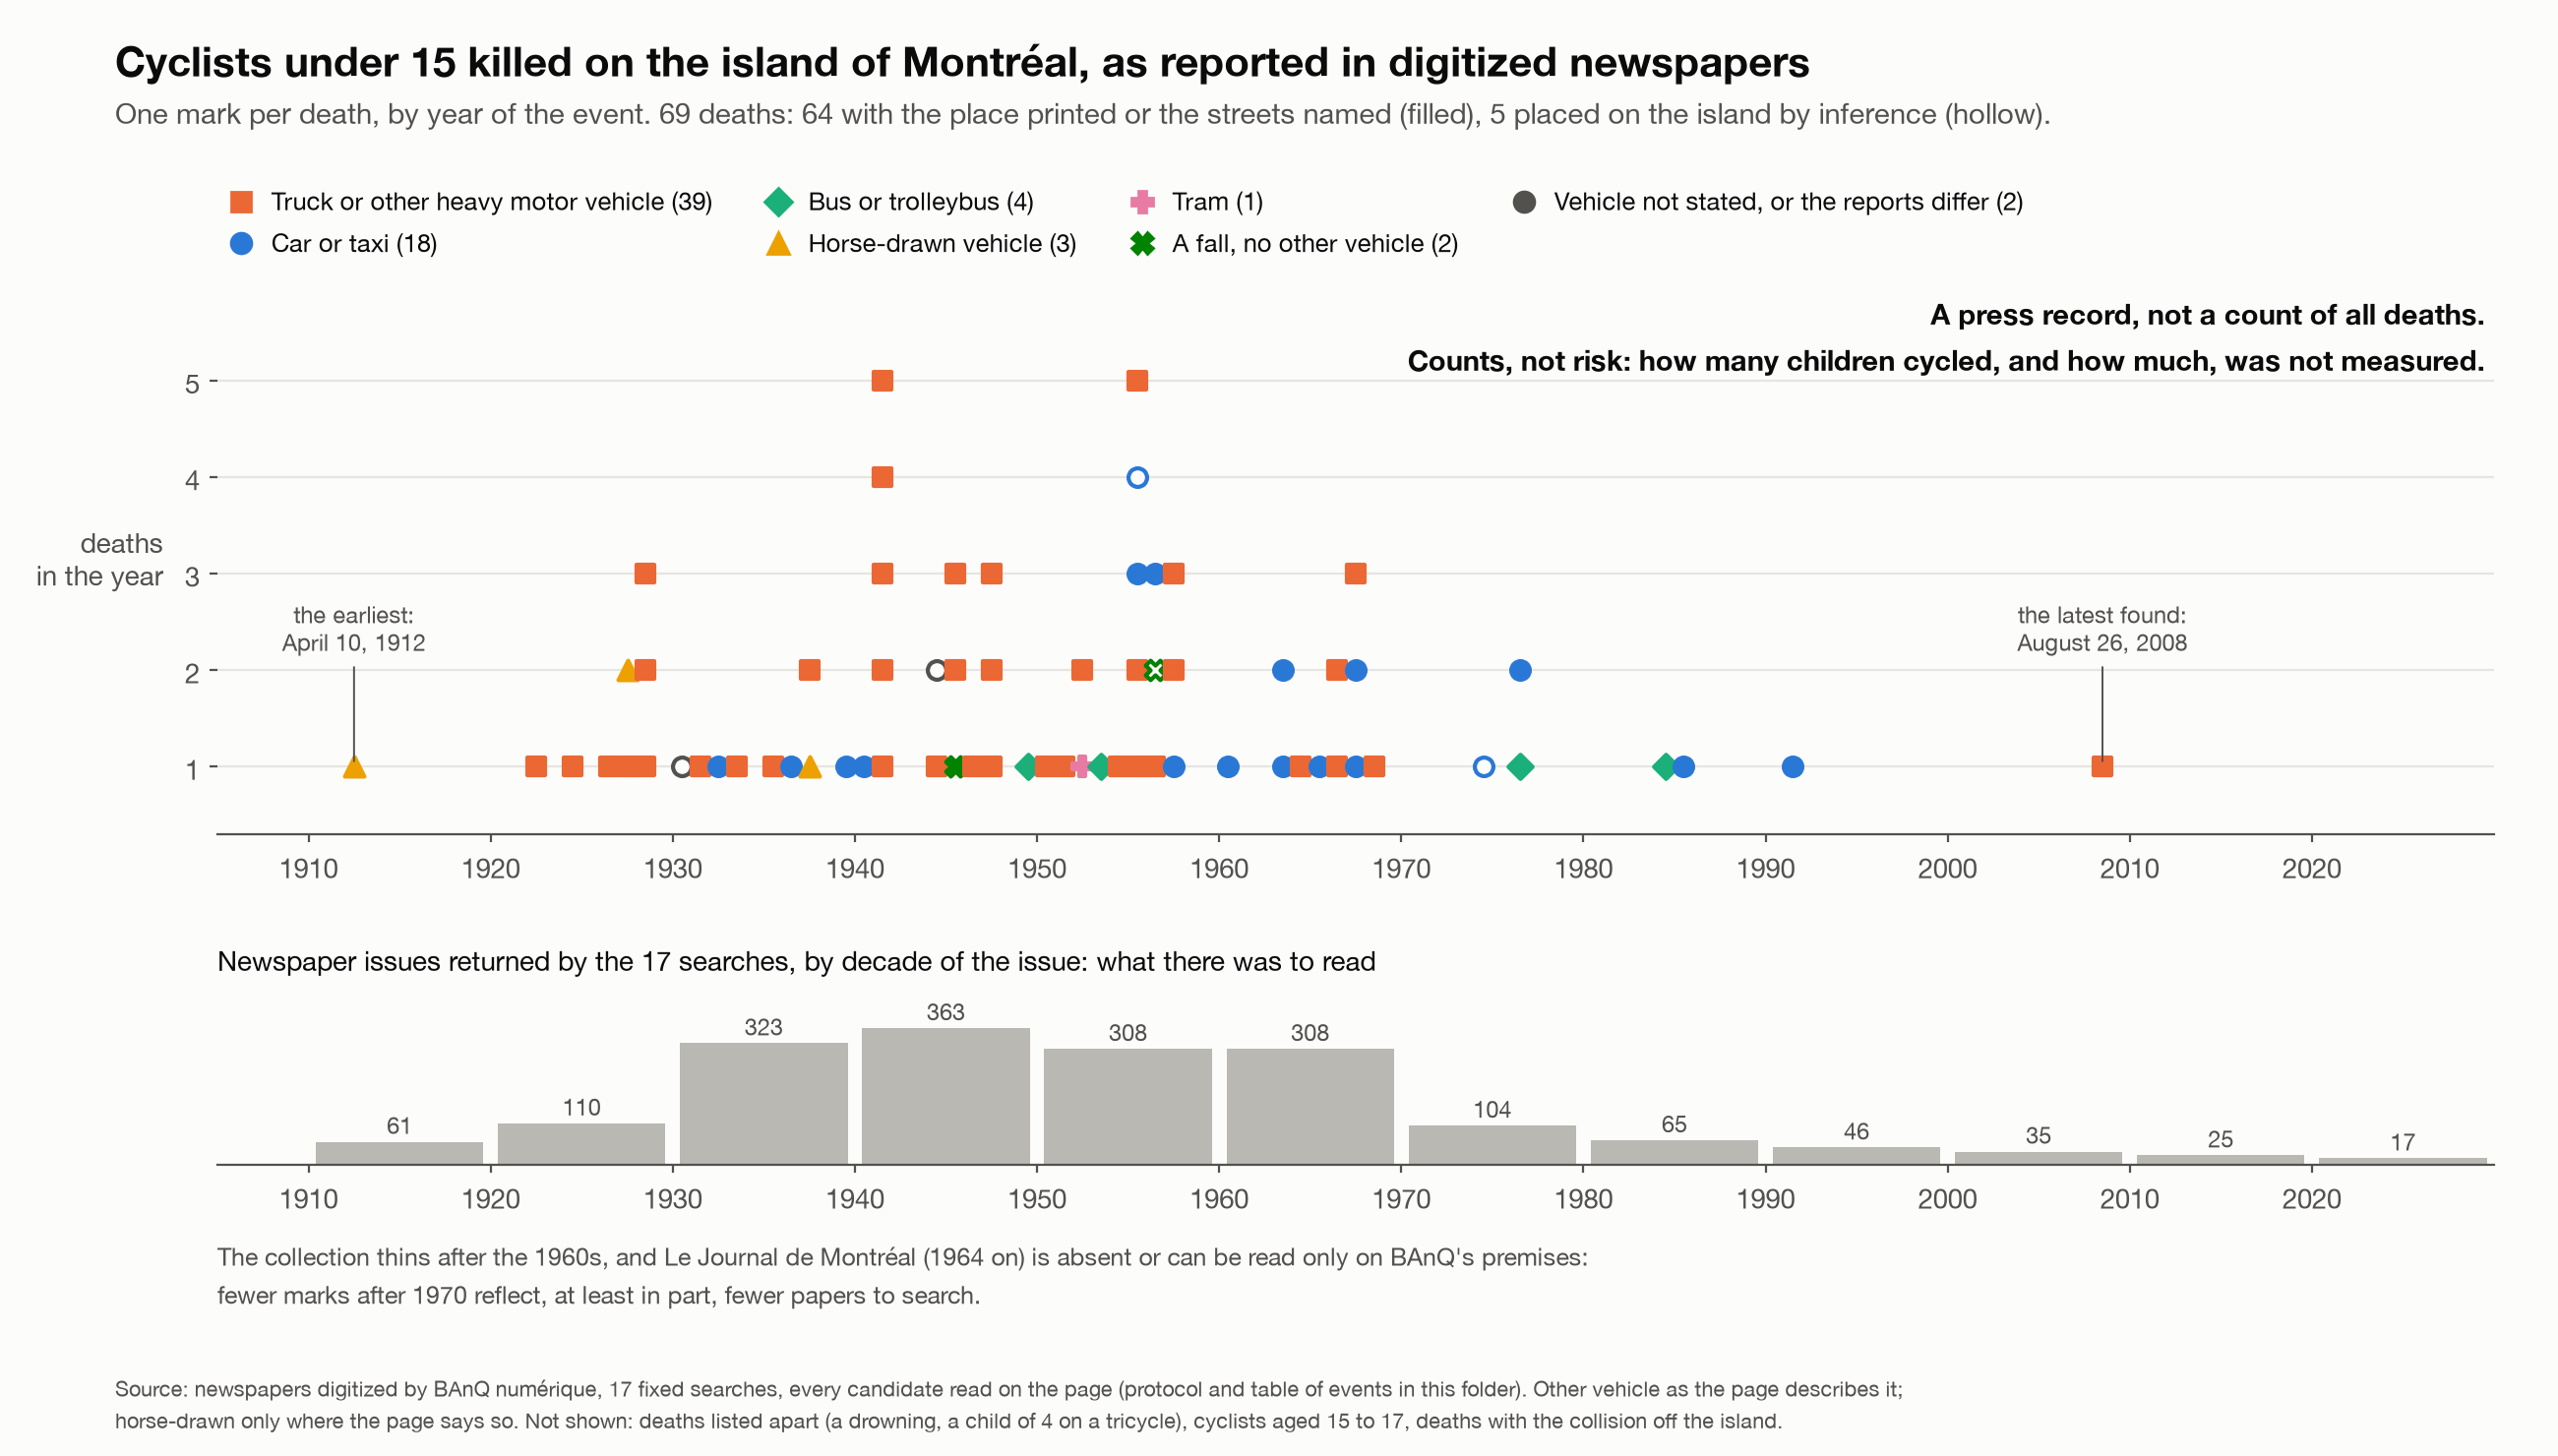 Cyclists under 15 killed on the island of Montréal, as reported in digitized newspapers
One mark per death, by year of the event. 69 deaths: 64 with the place printed or the streets named (filled), 5 placed on the island by inference (hollow).
Truck or other heavy motor vehicle (39)
Car or taxi (18)
Bus or trolleybus (4)
Horse-drawn vehicle (3)
Tram (1)
A fall, no other vehicle (2)
Vehicle not stated, or the reports differ (2)
A press record, not a count of all deaths.
Counts, not risk: how many children cycled, and how much, was not measured.
5
4
deaths
in the year
3
the earliest:
April 10, 1912
the latest found:
August 26, 2008
2
1
1910 1920 1930 1940 1950 1960 1970 1980 1990 2000 2010 2020
Newspaper issues returned by the 17 searches, by decade of the issue: what there was to read
61 110 323 363 308 308 104 65 46 35 25 17
1910 1920 1930 1940 1950 1960 1970 1980 1990 2000 2010 2020
The collection thins after the 1960s, and Le Journal de Montréal (1964 on) is absent or can be read only on BAnQ's premises:
fewer marks after 1970 reflect, at least in part, fewer papers to search.
Source: newspapers digitized by BAnQ numérique, 17 fixed searches, every candidate read on the page (protocol and table of events in this folder). Other vehicle as the page describes it;
horse-drawn only where the page says so. Not shown: deaths listed apart (a drowning, a child of 4 on a tricycle), cyclists aged 15 to 17, deaths with the collision off the island.